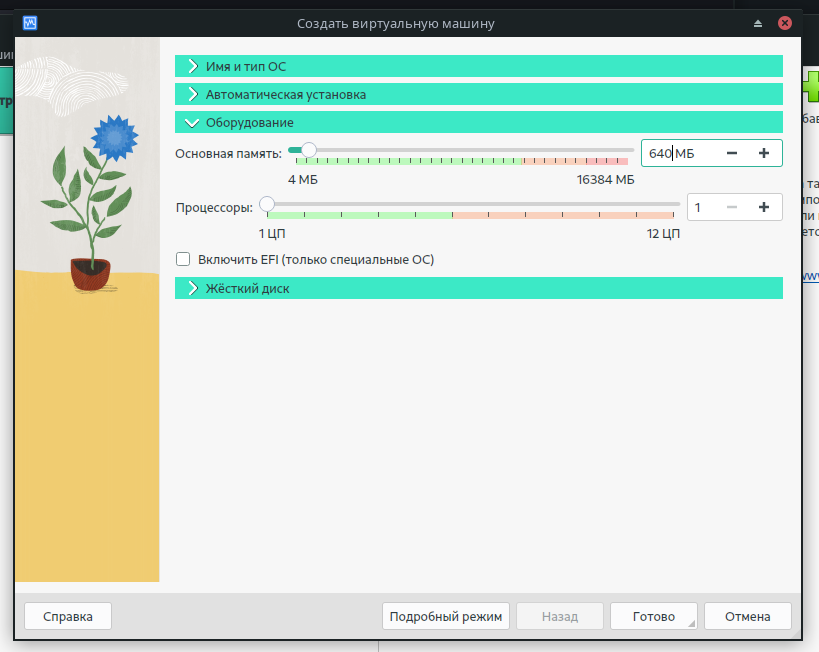 Создать виртуальную машину
Имя и тип ОС
Автоматическая установка
Оборудование
Основная память:
640 МБ
4 МБ
16384 МБ
Процессоры:
1
1 ЦП
12 ЦП
Включить EFI (только специальные ОС)
Жёсткий диск
Справка
Подробный режим
Назад
Готово
Отмена